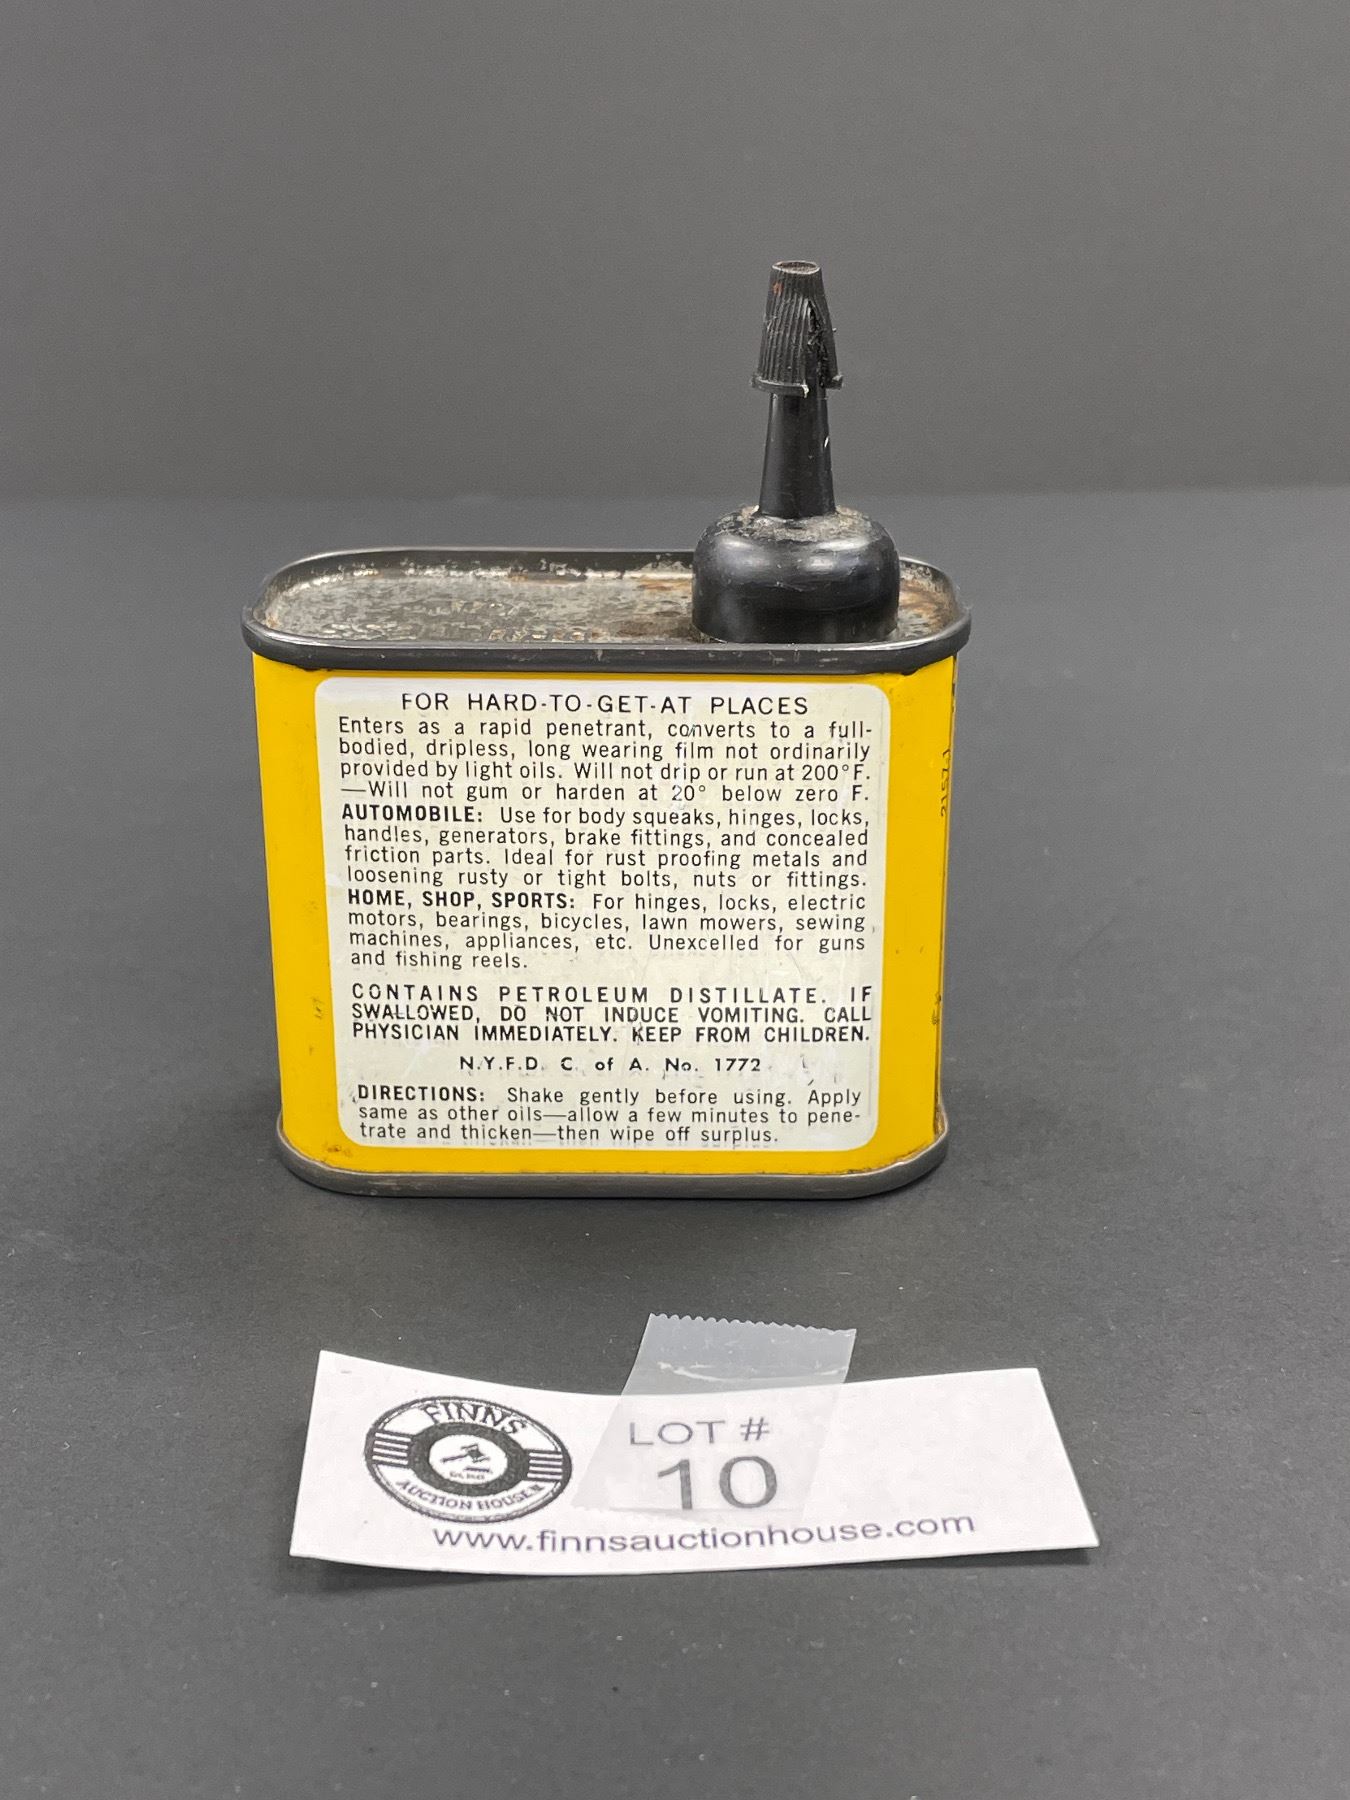 FOR HARD-TO-GET-AT PLACES
Enters as a rapid penetrant, converts to a full-
bodied, dripless, long wearing film not ordinarily
provided by light oils. Will not drip or run at 200°F.
—Will not gum or harden at 20° below zero F.
AUTOMOBILE: Use for body squeaks, hinges, locks,
handles, generators, brake fittings, and concealed
friction parts. Ideal for rust proofing metals and
loosening rusty or tight bolts, nuts or fittings.
HOME, SHOP, SPORTS: For hinges, locks, electric
motors, bearings, bicycles, lawn mowers, sewing
machines, appliances, etc. Unexcelled for guns
and fishing reels.
CONTAINS PETROLEUM DISTILLATE. IF
SWALLOWED, DO NOT INDUCE VOMITING. CALL
PHYSICIAN IMMEDIATELY. KEEP FROM CHILDREN.
N.Y.F.D. C. of A. No. 1772
DIRECTIONS: Shake gently before using. Apply
same as other oils—allow a few minutes to pene-
trate and thicken—then wipe off surplus.
FINNS
AUCTION HOUSE
LOT #
10
www.finnsauctionhouse.com